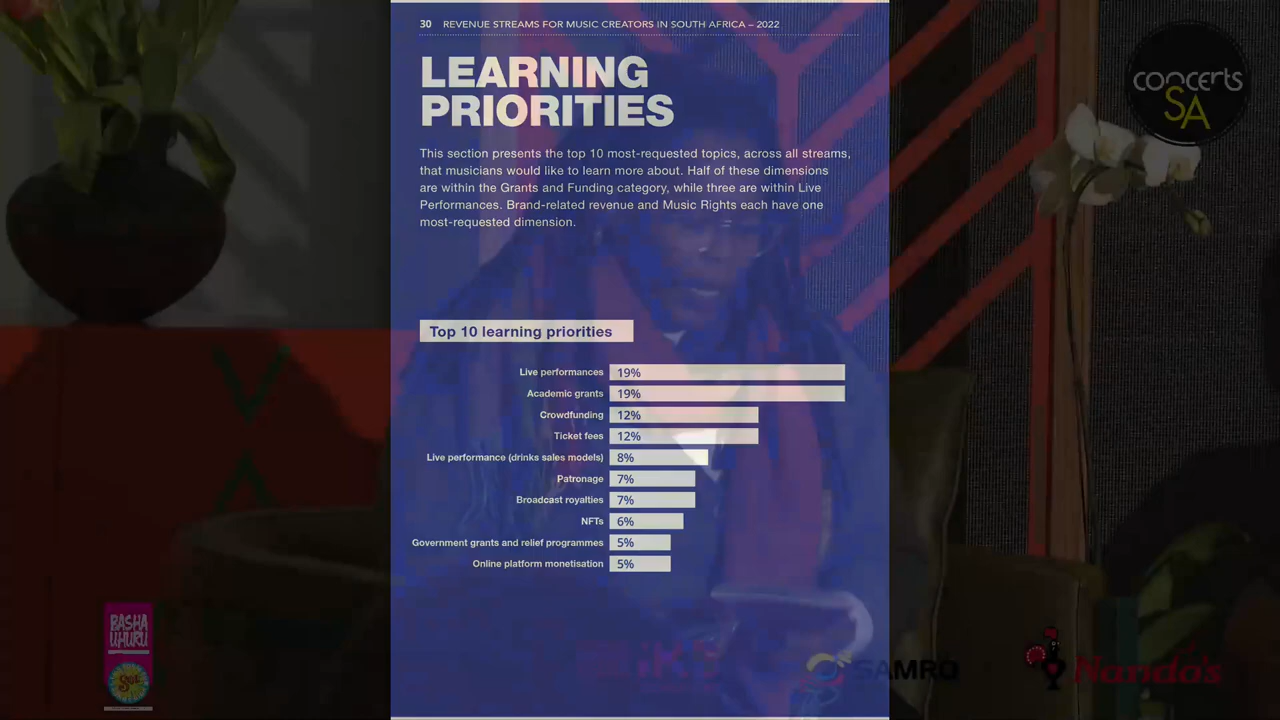 30 REVENUE STREAMS FOR MUSIC CREATORS IN SOUTH AFRICA – 2022
LEARNING
PRIORITIES
This section presents the top 10 most-requested topics, across all streams,
that musicians would like to learn more about. Half of these dimensions
are within the Grants and Funding category, while three are within Live
Performances. Brand-related revenue and Music Rights each have one
most-requested dimension.
Top 10 learning priorities
Live performances 19%
Academic grants 19%
Crowdfunding 12%
Ticket fees 12%
Live performance (drinks sales models) 8%
Patronage 7%
Broadcast royalties 7%
NFTs 6%
Government grants and relief programmes 5%
Online platform monetisation 5%
concerts
SA
BASHA
UHURU
SAMRO
Nando's